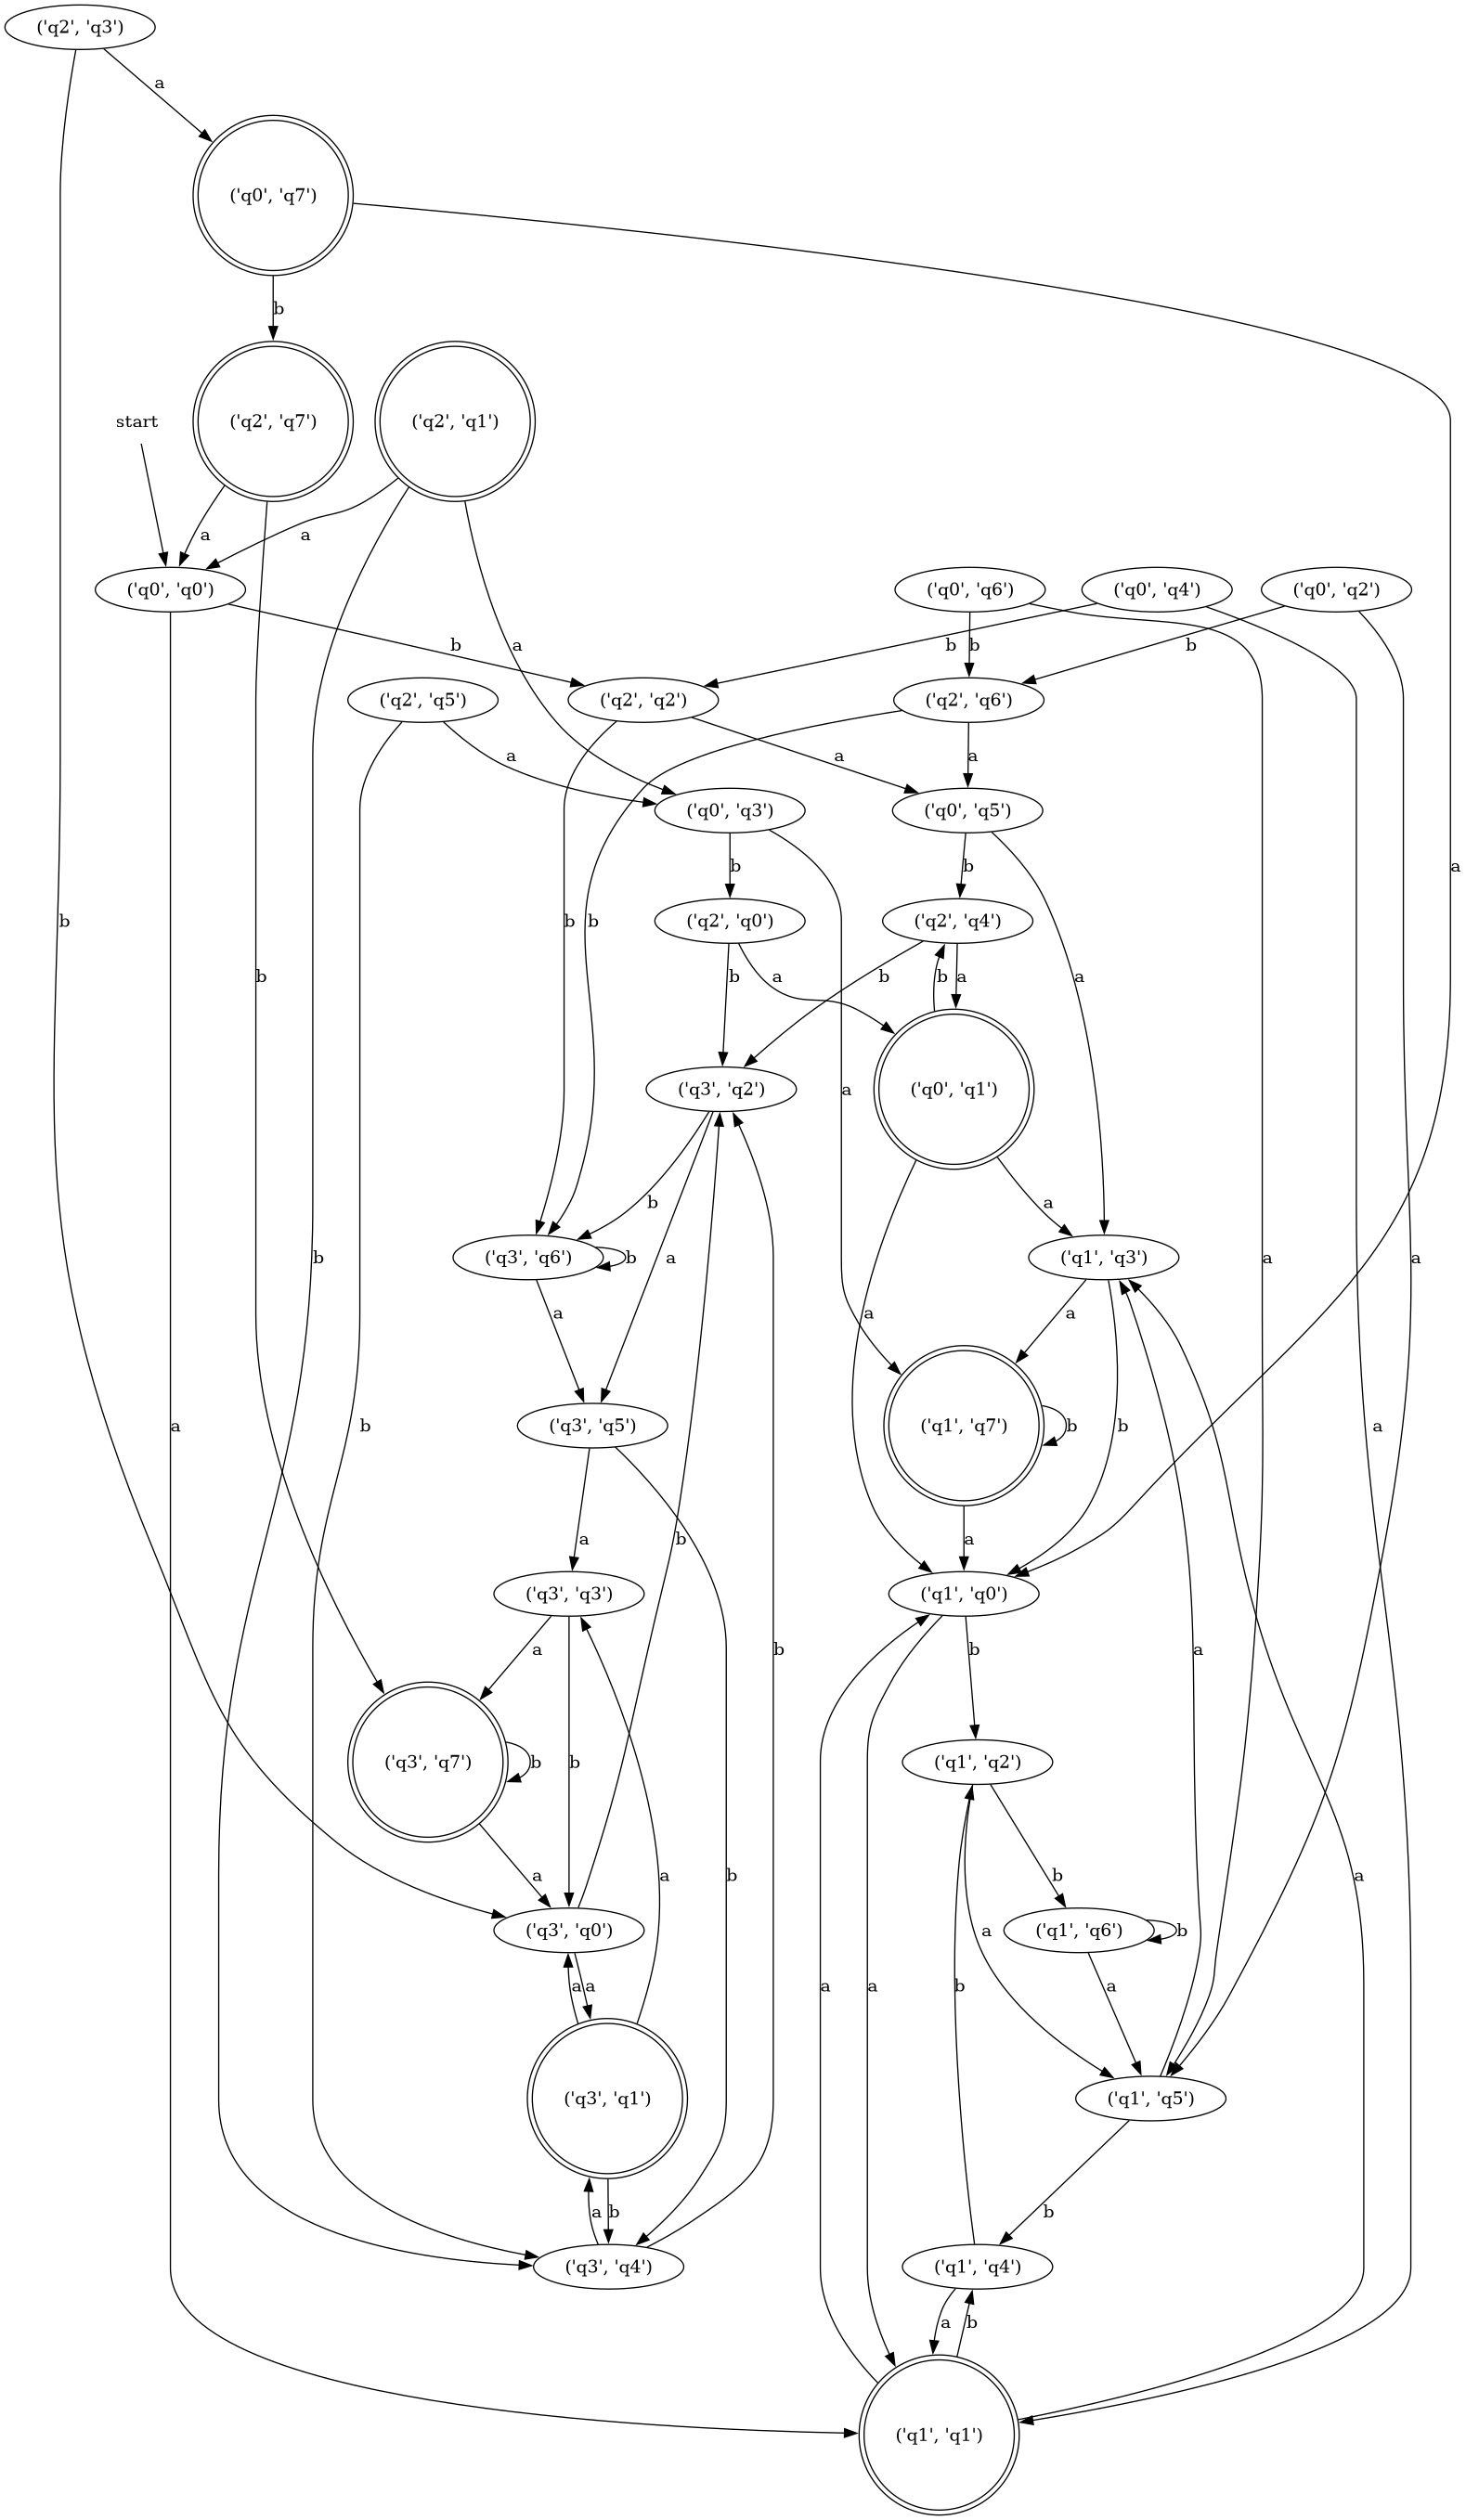 ('q2', 'q3')
a
('q0', 'q7')
b
start
('q2', 'q7')
('q2', 'q1')
a
a
('q0', 'q0')
('q0', 'q6')
('q0', 'q4')
('q0', 'q2')
b
a
b
b
b
('q2', 'q5')
('q2', 'q2')
('q2', 'q6')
a
a
a
('q0', 'q3')
('q0', 'q5')
b
b
('q2', 'q0')
('q2', 'q4')
b
b
b
b
b
a
a
b
b
a
a
('q3', 'q2')
('q0', 'q1')
a
a
b
a
('q3', 'q6')
b
a
('q1', 'q3')
a
a
a
a
a
a
('q3', 'q5')
('q1', 'q7')
b
a
b
b
b
a
a
b
a
a
('q3', 'q3')
('q1', 'q0')
a
b
('q3', 'q7')
b
b
('q1', 'q2')
a
a
b
b
a
('q3', 'q0')
a
('q1', 'q6')
b
a
a
b
a
a
a
('q3', 'q1')
('q1', 'q5')
a
b
b
('q3', 'q4')
('q1', 'q4')
a
b
('q1', 'q1')